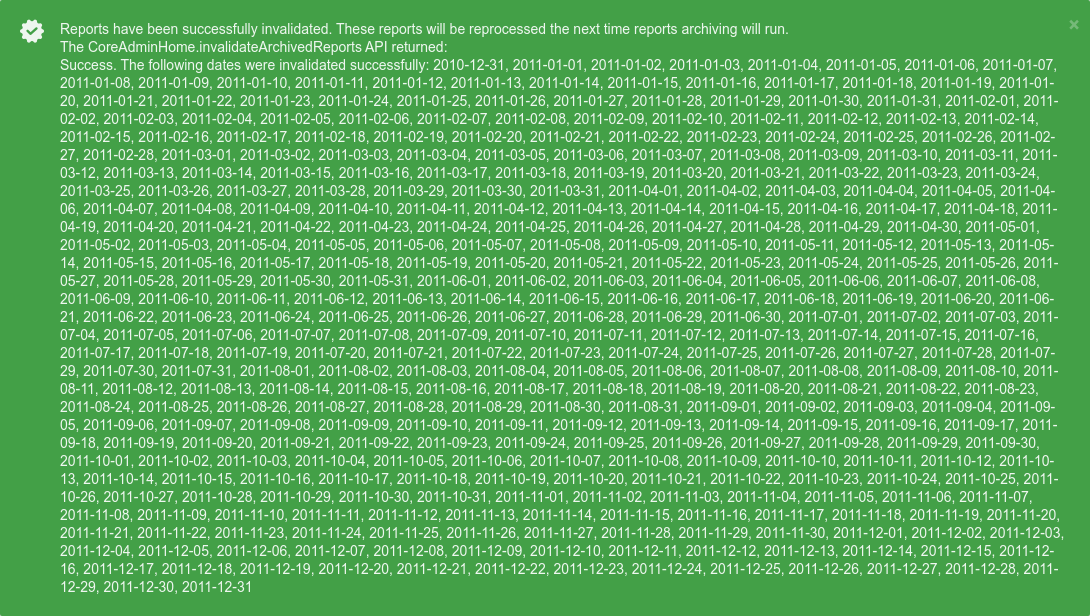 Reports have been successfully invalidated. These reports will be reprocessed the next time reports archiving will run.
×
The CoreAdminHome.invalidateArchivedReports API returned:
Success. The following dates were invalidated successfully: 2010-12-31, 2011-01-01, 2011-01-02, 2011-01-03, 2011-01-04, 2011-01-05, 2011-01-06, 2011-01-07,
2011-01-08, 2011-01-09, 2011-01-10, 2011-01-11, 2011-01-12, 2011-01-13, 2011-01-14, 2011-01-15, 2011-01-16, 2011-01-17, 2011-01-18, 2011-01-19, 2011-01-
20, 2011-01-21, 2011-01-22, 2011-01-23, 2011-01-24, 2011-01-25, 2011-01-26, 2011-01-27, 2011-01-28, 2011-01-29, 2011-01-30, 2011-01-31, 2011-02-01, 2011-
02-02, 2011-02-03, 2011-02-04, 2011-02-05, 2011-02-06, 2011-02-07, 2011-02-08, 2011-02-09, 2011-02-10, 2011-02-11, 2011-02-12, 2011-02-13, 2011-02-14,
2011-02-15, 2011-02-16, 2011-02-17, 2011-02-18, 2011-02-19, 2011-02-20, 2011-02-21, 2011-02-22, 2011-02-23, 2011-02-24, 2011-02-25, 2011-02-26, 2011-02-
27, 2011-02-28, 2011-03-01, 2011-03-02, 2011-03-03, 2011-03-04, 2011-03-05, 2011-03-06, 2011-03-07, 2011-03-08, 2011-03-09, 2011-03-10, 2011-03-11, 2011-
03-12, 2011-03-13, 2011-03-14, 2011-03-15, 2011-03-16, 2011-03-17, 2011-03-18, 2011-03-19, 2011-03-20, 2011-03-21, 2011-03-22, 2011-03-23, 2011-03-24,
2011-03-25, 2011-03-26, 2011-03-27, 2011-03-28, 2011-03-29, 2011-03-30, 2011-03-31, 2011-04-01, 2011-04-02, 2011-04-03, 2011-04-04, 2011-04-05, 2011-04-
06, 2011-04-07, 2011-04-08, 2011-04-09, 2011-04-10, 2011-04-11, 2011-04-12, 2011-04-13, 2011-04-14, 2011-04-15, 2011-04-16, 2011-04-17, 2011-04-18, 2011-
04-19, 2011-04-20, 2011-04-21, 2011-04-22, 2011-04-23, 2011-04-24, 2011-04-25, 2011-04-26, 2011-04-27, 2011-04-28, 2011-04-29, 2011-04-30, 2011-05-01,
2011-05-02, 2011-05-03, 2011-05-04, 2011-05-05, 2011-05-06, 2011-05-07, 2011-05-08, 2011-05-09, 2011-05-10, 2011-05-11, 2011-05-12, 2011-05-13, 2011-05-
14, 2011-05-15, 2011-05-16, 2011-05-17, 2011-05-18, 2011-05-19, 2011-05-20, 2011-05-21, 2011-05-22, 2011-05-23, 2011-05-24, 2011-05-25, 2011-05-26, 2011-
05-27, 2011-05-28, 2011-05-29, 2011-05-30, 2011-05-31, 2011-06-01, 2011-06-02, 2011-06-03, 2011-06-04, 2011-06-05, 2011-06-06, 2011-06-07, 2011-06-08,
2011-06-09, 2011-06-10, 2011-06-11, 2011-06-12, 2011-06-13, 2011-06-14, 2011-06-15, 2011-06-16, 2011-06-17, 2011-06-18, 2011-06-19, 2011-06-20, 2011-06-
21, 2011-06-22, 2011-06-23, 2011-06-24, 2011-06-25, 2011-06-26, 2011-06-27, 2011-06-28, 2011-06-29, 2011-06-30, 2011-07-01, 2011-07-02, 2011-07-03, 2011-
07-04, 2011-07-05, 2011-07-06, 2011-07-07, 2011-07-08, 2011-07-09, 2011-07-10, 2011-07-11, 2011-07-12, 2011-07-13, 2011-07-14, 2011-07-15, 2011-07-16,
2011-07-17, 2011-07-18, 2011-07-19, 2011-07-20, 2011-07-21, 2011-07-22, 2011-07-23, 2011-07-24, 2011-07-25, 2011-07-26, 2011-07-27, 2011-07-28, 2011-07-
29, 2011-07-30, 2011-07-31, 2011-08-01, 2011-08-02, 2011-08-03, 2011-08-04, 2011-08-05, 2011-08-06, 2011-08-07, 2011-08-08, 2011-08-09, 2011-08-10, 2011-
08-11, 2011-08-12, 2011-08-13, 2011-08-14, 2011-08-15, 2011-08-16, 2011-08-17, 2011-08-18, 2011-08-19, 2011-08-20, 2011-08-21, 2011-08-22, 2011-08-23,
2011-08-24, 2011-08-25, 2011-08-26, 2011-08-27, 2011-08-28, 2011-08-29, 2011-08-30, 2011-08-31, 2011-09-01, 2011-09-02, 2011-09-03, 2011-09-04, 2011-09-
05, 2011-09-06, 2011-09-07, 2011-09-08, 2011-09-09, 2011-09-10, 2011-09-11, 2011-09-12, 2011-09-13, 2011-09-14, 2011-09-15, 2011-09-16, 2011-09-17, 2011-
09-18, 2011-09-19, 2011-09-20, 2011-09-21, 2011-09-22, 2011-09-23, 2011-09-24, 2011-09-25, 2011-09-26, 2011-09-27, 2011-09-28, 2011-09-29, 2011-09-30,
2011-10-01, 2011-10-02, 2011-10-03, 2011-10-04, 2011-10-05, 2011-10-06, 2011-10-07, 2011-10-08, 2011-10-09, 2011-10-10, 2011-10-11, 2011-10-12, 2011-10-
13, 2011-10-14, 2011-10-15, 2011-10-16, 2011-10-17, 2011-10-18, 2011-10-19, 2011-10-20, 2011-10-21, 2011-10-22, 2011-10-23, 2011-10-24, 2011-10-25, 2011-
10-26, 2011-10-27, 2011-10-28, 2011-10-29, 2011-10-30, 2011-10-31, 2011-11-01, 2011-11-02, 2011-11-03, 2011-11-04, 2011-11-05, 2011-11-06, 2011-11-07,
2011-11-08, 2011-11-09, 2011-11-10, 2011-11-11, 2011-11-12, 2011-11-13, 2011-11-14, 2011-11-15, 2011-11-16, 2011-11-17, 2011-11-18, 2011-11-19, 2011-11-20,
2011-11-21, 2011-11-22, 2011-11-23, 2011-11-24, 2011-11-25, 2011-11-26, 2011-11-27, 2011-11-28, 2011-11-29, 2011-11-30, 2011-12-01, 2011-12-02, 2011-12-03,
2011-12-04, 2011-12-05, 2011-12-06, 2011-12-07, 2011-12-08, 2011-12-09, 2011-12-10, 2011-12-11, 2011-12-12, 2011-12-13, 2011-12-14, 2011-12-15, 2011-12-
16, 2011-12-17, 2011-12-18, 2011-12-19, 2011-12-20, 2011-12-21, 2011-12-22, 2011-12-23, 2011-12-24, 2011-12-25, 2011-12-26, 2011-12-27, 2011-12-28, 2011-
12-29, 2011-12-30, 2011-12-31